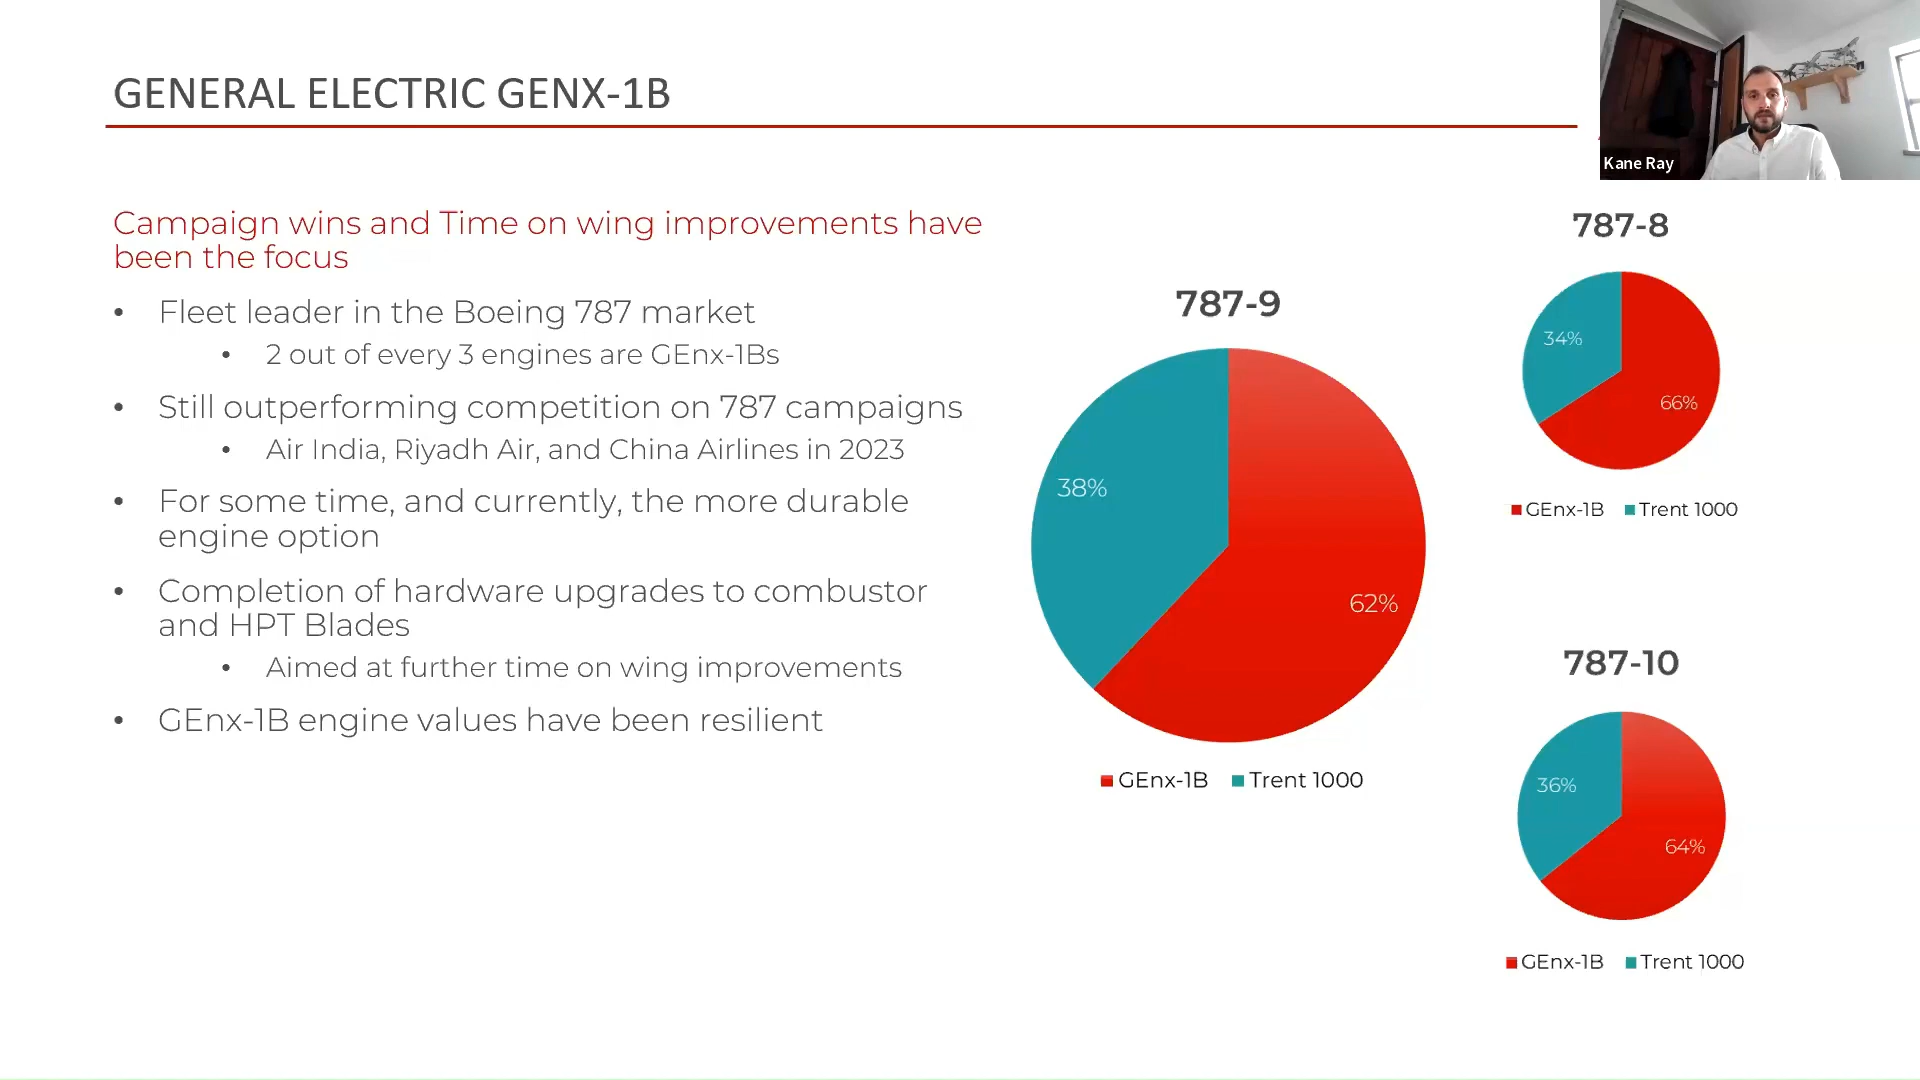 GENERAL ELECTRIC GENX-1B
Kane Ray
Campaign wins and Time on wing improvements have
been the focus
• Fleet leader in the Boeing 787 market
• 2 out of every 3 engines are GEnx-1Bs
• Still outperforming competition on 787 campaigns
• Air India, Riyadh Air, and China Airlines in 2023
• For some time, and currently, the more durable
engine option
• Completion of hardware upgrades to combustor
and HPT Blades
• Aimed at further time on wing improvements
• GEnx-1B engine values have been resilient
787-9
38%
62%
GEnx-1B Trent 1000
787-8
34%
66%
GEnx-1B Trent 1000
787-10
36%
64%
GEnx-1B Trent 1000